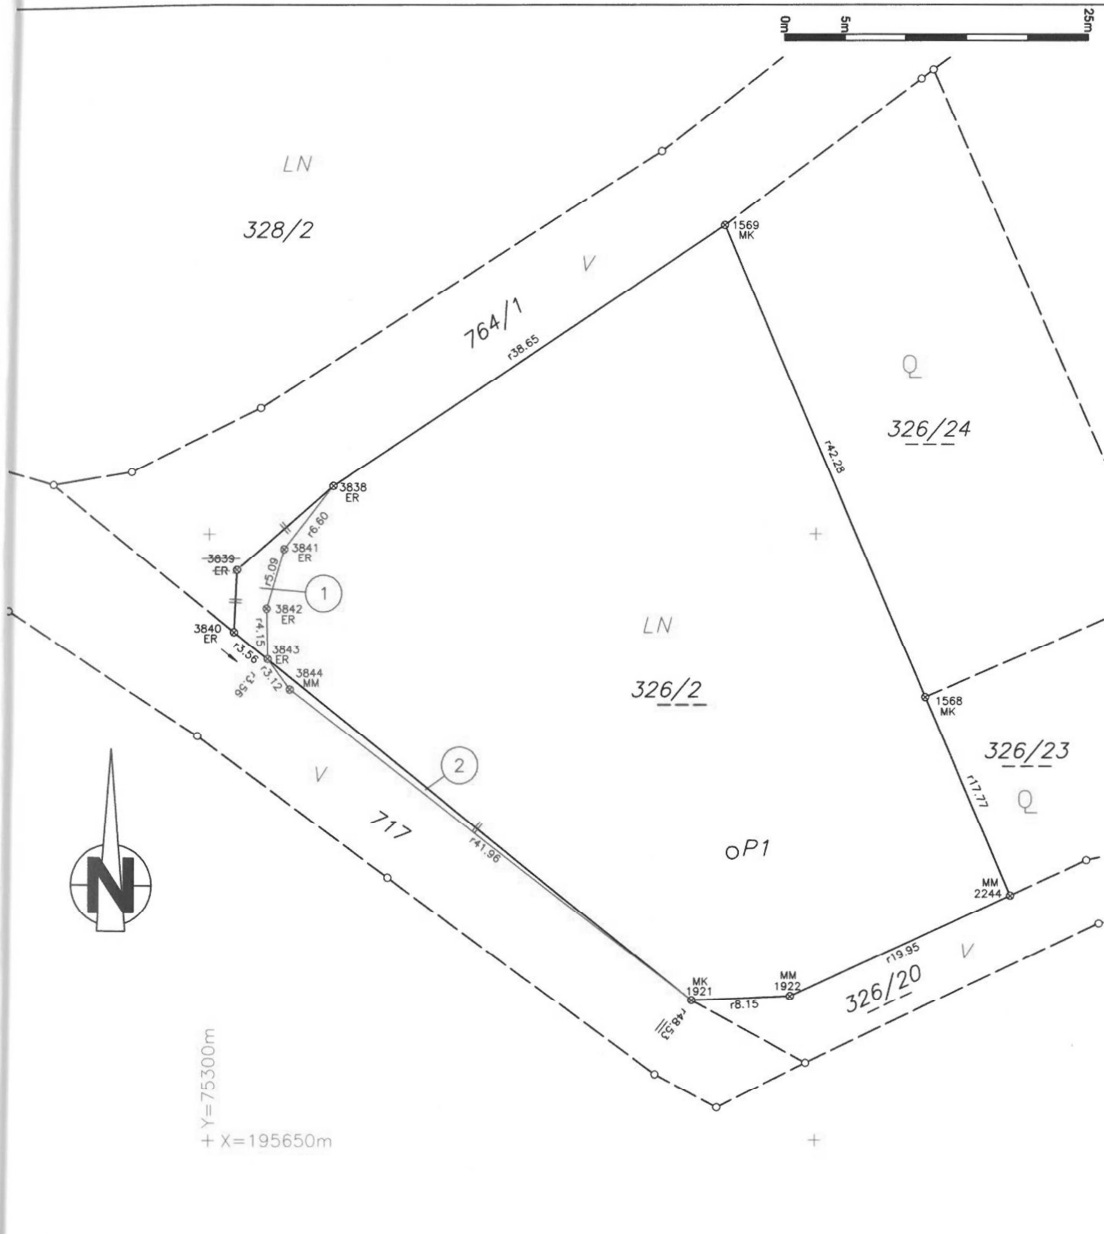 0m 5m 25m
LN
328/2
V
764/1
r38.65
1569
MK
Q
326/24
r42.28
3838
ER
r6.60
3839
ER
3841
ER
r5.09
1
3842
ER
r4.15
3840
ER
r3.56
3843
ER
r3.56
r3.12
3844
MM
LN
326/2
1568
MK
326/23
Q
r17.77
V
717
2
r41.96
P1
N
MM
2244
r19.95
V
326/20
MK
1921
MM
1922
r8.15
r48.53
Y=75300m
X=195650m